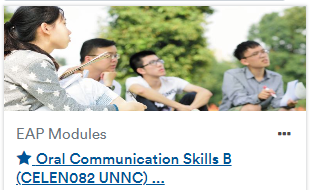 EAP Modules
Oral Communication Skills B
(CELEN082 UNNC) ...